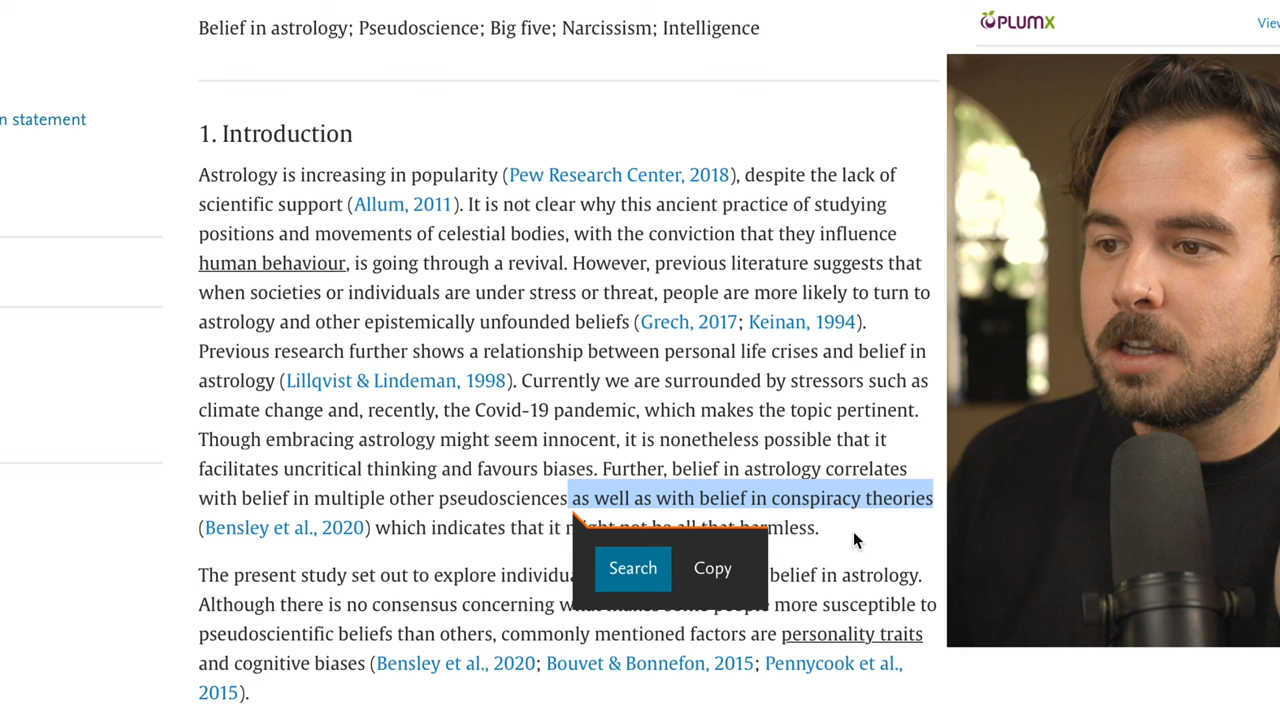 PLUMX
View
Belief in astrology; Pseudoscience; Big five; Narcissism; Intelligence
n statement
1. Introduction
Astrology is increasing in popularity (Pew Research Center, 2018), despite the lack of
scientific support (Allum, 2011). It is not clear why this ancient practice of studying
positions and movements of celestial bodies, with the conviction that they influence
human behaviour, is going through a revival. However, previous literature suggests that
when societies or individuals are under stress or threat, people are more likely to turn to
astrology and other epistemically unfounded beliefs (Grech, 2017; Keinan, 1994).
Previous research further shows a relationship between personal life crises and belief in
astrology (Lillqvist & Lindeman, 1998). Currently we are surrounded by stressors such as
climate change and, recently, the Covid-19 pandemic, which makes the topic pertinent.
Though embracing astrology might seem innocent, it is nonetheless possible that it
facilitates uncritical thinking and favours biases. Further, belief in astrology correlates
with belief in multiple other pseudosciences as well as with belief in conspiracy theories
(Bensley et al., 2020) which indicates that it might not be all that harmless.
Search Copy
The present study set out to explore individu belief in astrology.
Although there is no consensus concerning what makes some people more susceptible to
pseudoscientific beliefs than others, commonly mentioned factors are personality traits
and cognitive biases (Bensley et al., 2020; Bouvet & Bonnefon, 2015; Pennycook et al.,
2015).